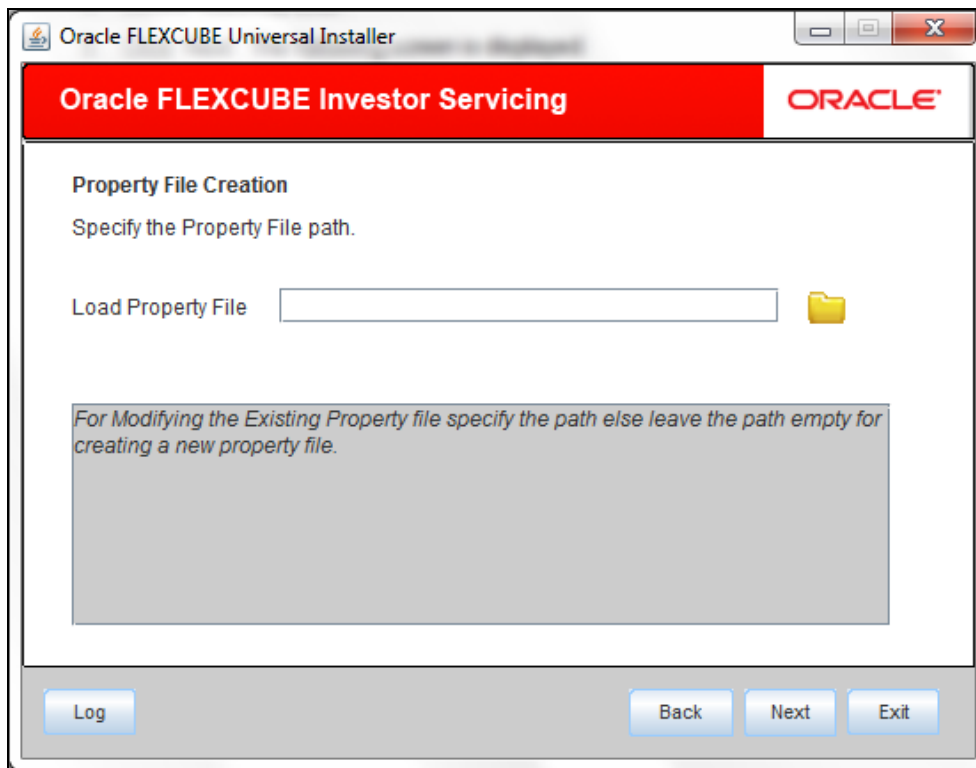 Oracle FLEXCUBE Universal Installer
Oracle FLEXCUBE Investor Servicing
ORACLE
Property File Creation
Specify the Property File path.
Load Property File
For Modifying the Existing Property file specify the path else leave the path empty for
creating a new property file.
Log Back Next Exit